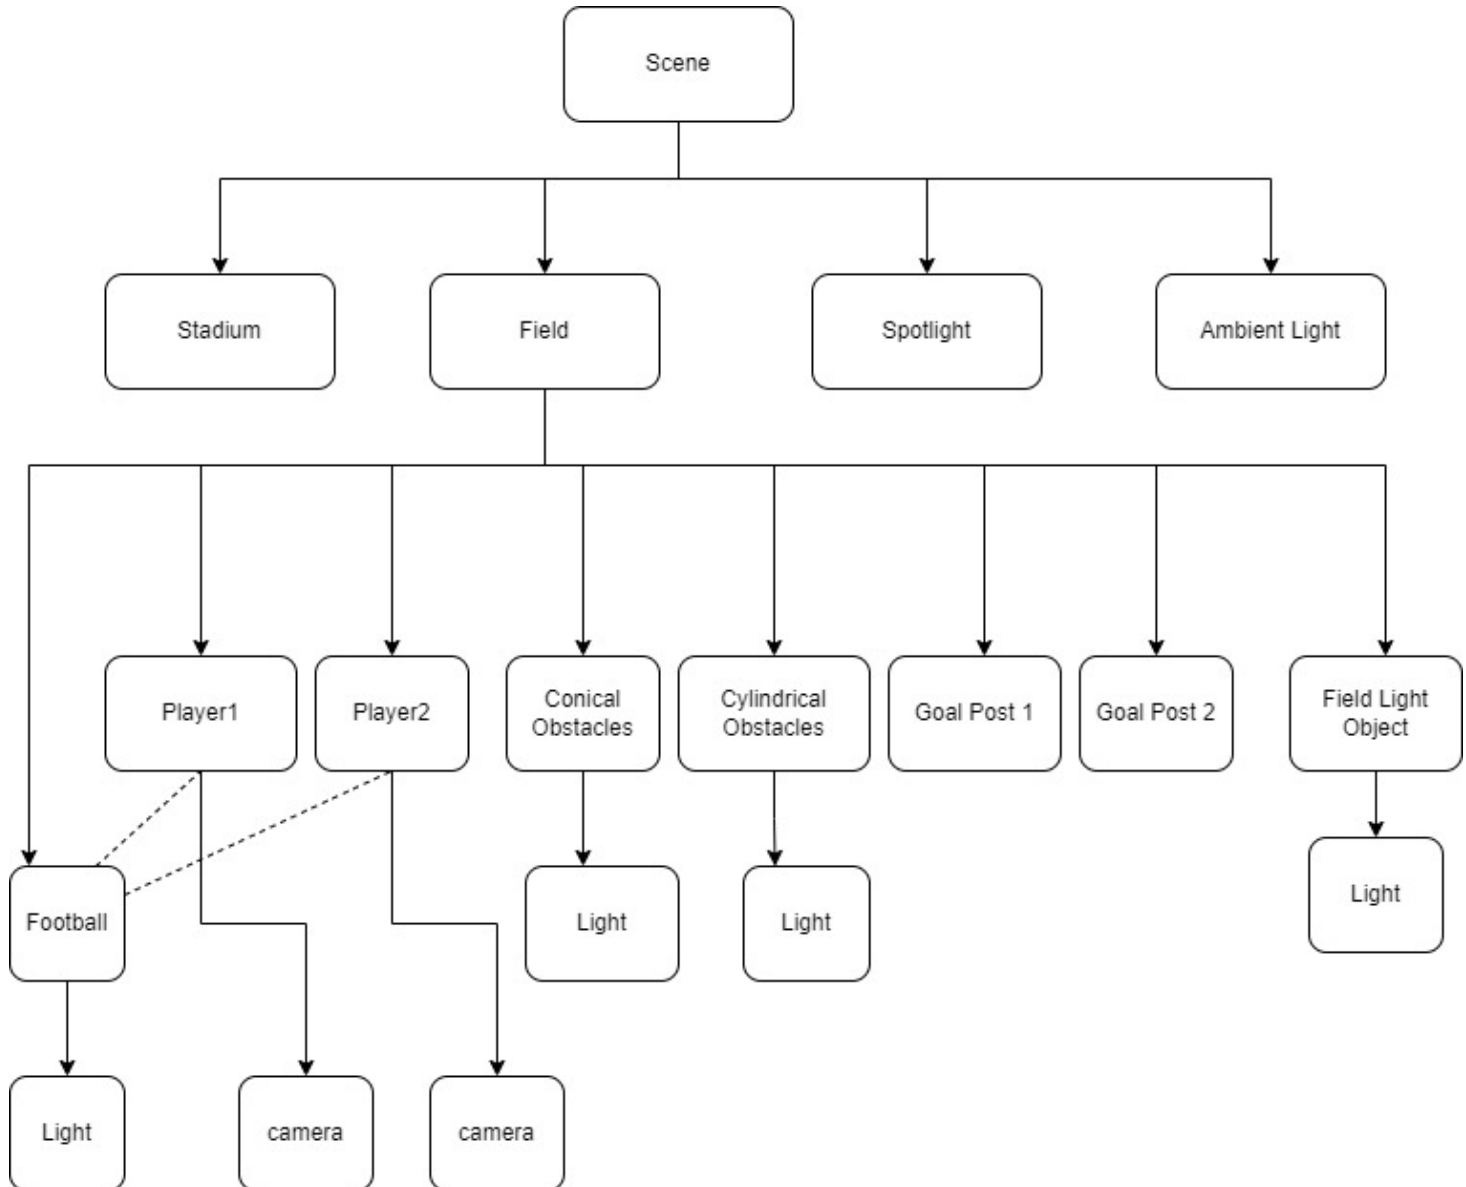 Scene
Stadium
Field
Spotlight
Ambient Light
Player1
Player2
Conical
Obstacles
Cylindrical
Obstacles
Goal Post 1
Goal Post 2
Field Light
Object
Football
Light
Light
Light
Light
camera
camera